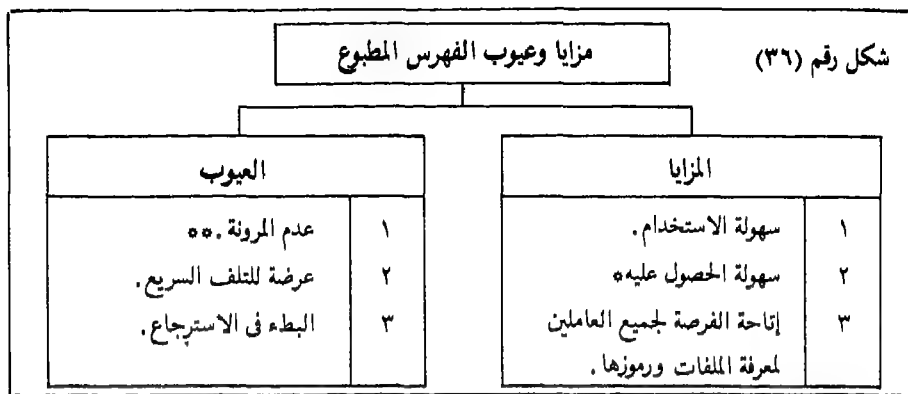 شكل رقم (٣٦)
مزايا وعيوب الفهرس المطبوع
المزايا
١ سهولة الاستخدام.
٢ سهولة الحصول عليه*
٣ إتاحة الفرصة لجميع العاملين
لمعرفة الملفات ورموزها.
العيوب
١ عدم المرونة.**
٢ عرضة للتلف السريع.
٣ البطء فى الاسترجاع.